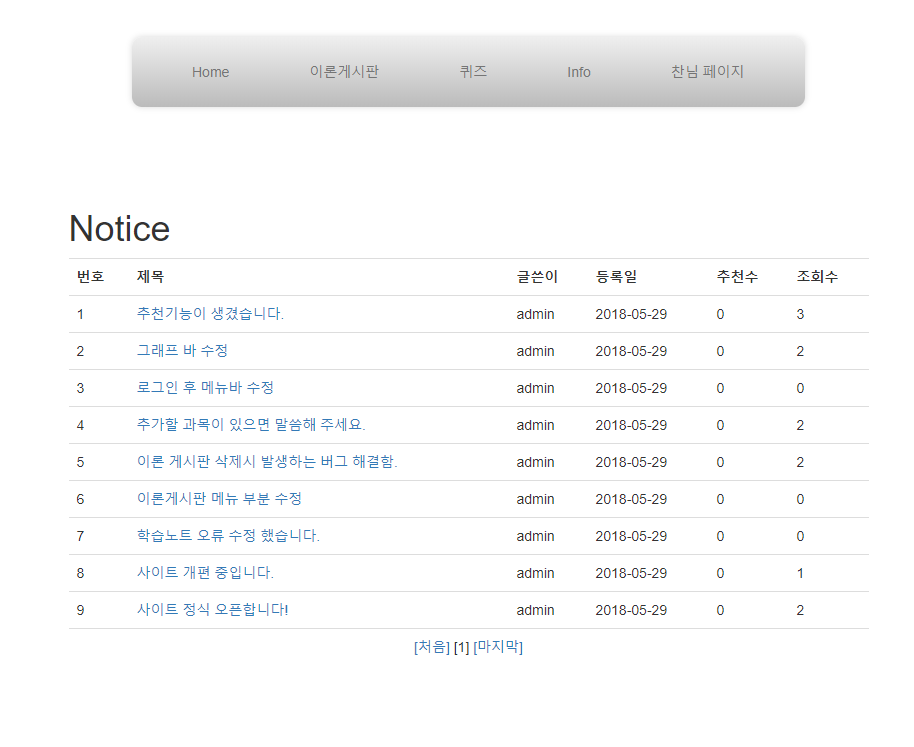 Home 이론게시판 퀴즈 Info 찬님 페이지
Notice
번호 제목 글쓴이 등록일 추천수 조회수
1 추천기능이 생겼습니다. admin 2018-05-29 0 3
2 그래프 바 수정 admin 2018-05-29 0 2
3 로그인 후 메뉴바 수정 admin 2018-05-29 0 0
4 추가할 과목이 있으면 말씀해 주세요. admin 2018-05-29 0 2
5 이론 게시판 삭제시 발생하는 버그 해결함. admin 2018-05-29 0 2
6 이론게시판 메뉴 부분 수정 admin 2018-05-29 0 0
7 학습노트 오류 수정 했습니다. admin 2018-05-29 0 0
8 사이트 개편 중입니다. admin 2018-05-29 0 1
9 사이트 정식 오픈합니다! admin 2018-05-29 0 2
[처음] [1] [마지막]